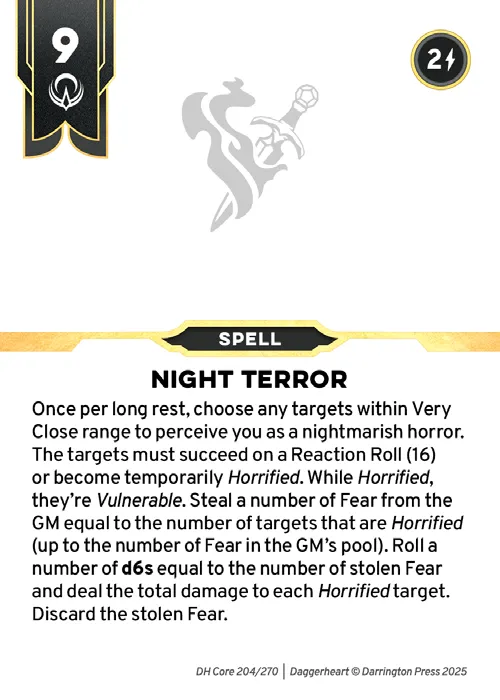 9
2
SPELL
NIGHT TERROR
Once per long rest, choose any targets within Very
Close range to perceive you as a nightmarish horror.
The targets must succeed on a Reaction Roll (16)
or become temporarily Horrified. While Horrified,
they’re Vulnerable. Steal a number of Fear from the
GM equal to the number of targets that are Horrified
(up to the number of Fear in the GM’s pool). Roll a
number of d6s equal to the number of stolen Fear
and deal the total damage to each Horrified target.
Discard the stolen Fear.
DH Core 204/270 | Daggerheart © Darrington Press 2025